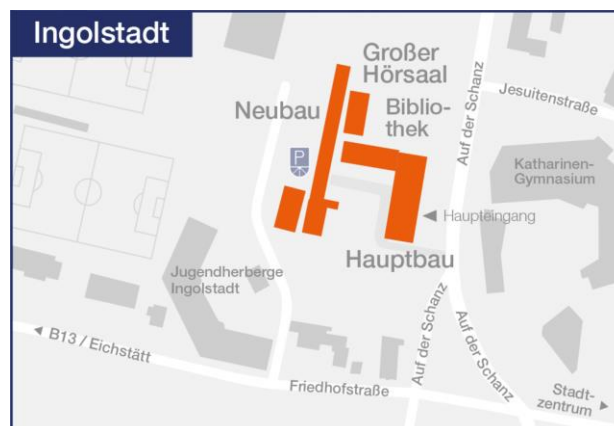 Ingolstadt
Großer
Hörsaal
Neubau
Biblio-
thek
P
Auf der Schanz
Jesuitenstraße
Katharinen-
Gymnasium
Haupteingang
Hauptbau
Jugendherberge
Ingolstadt
B13 / Eichstätt
Auf der Schanz
Auf der Schanz
Friedhofstraße
Stadt-
zentrum